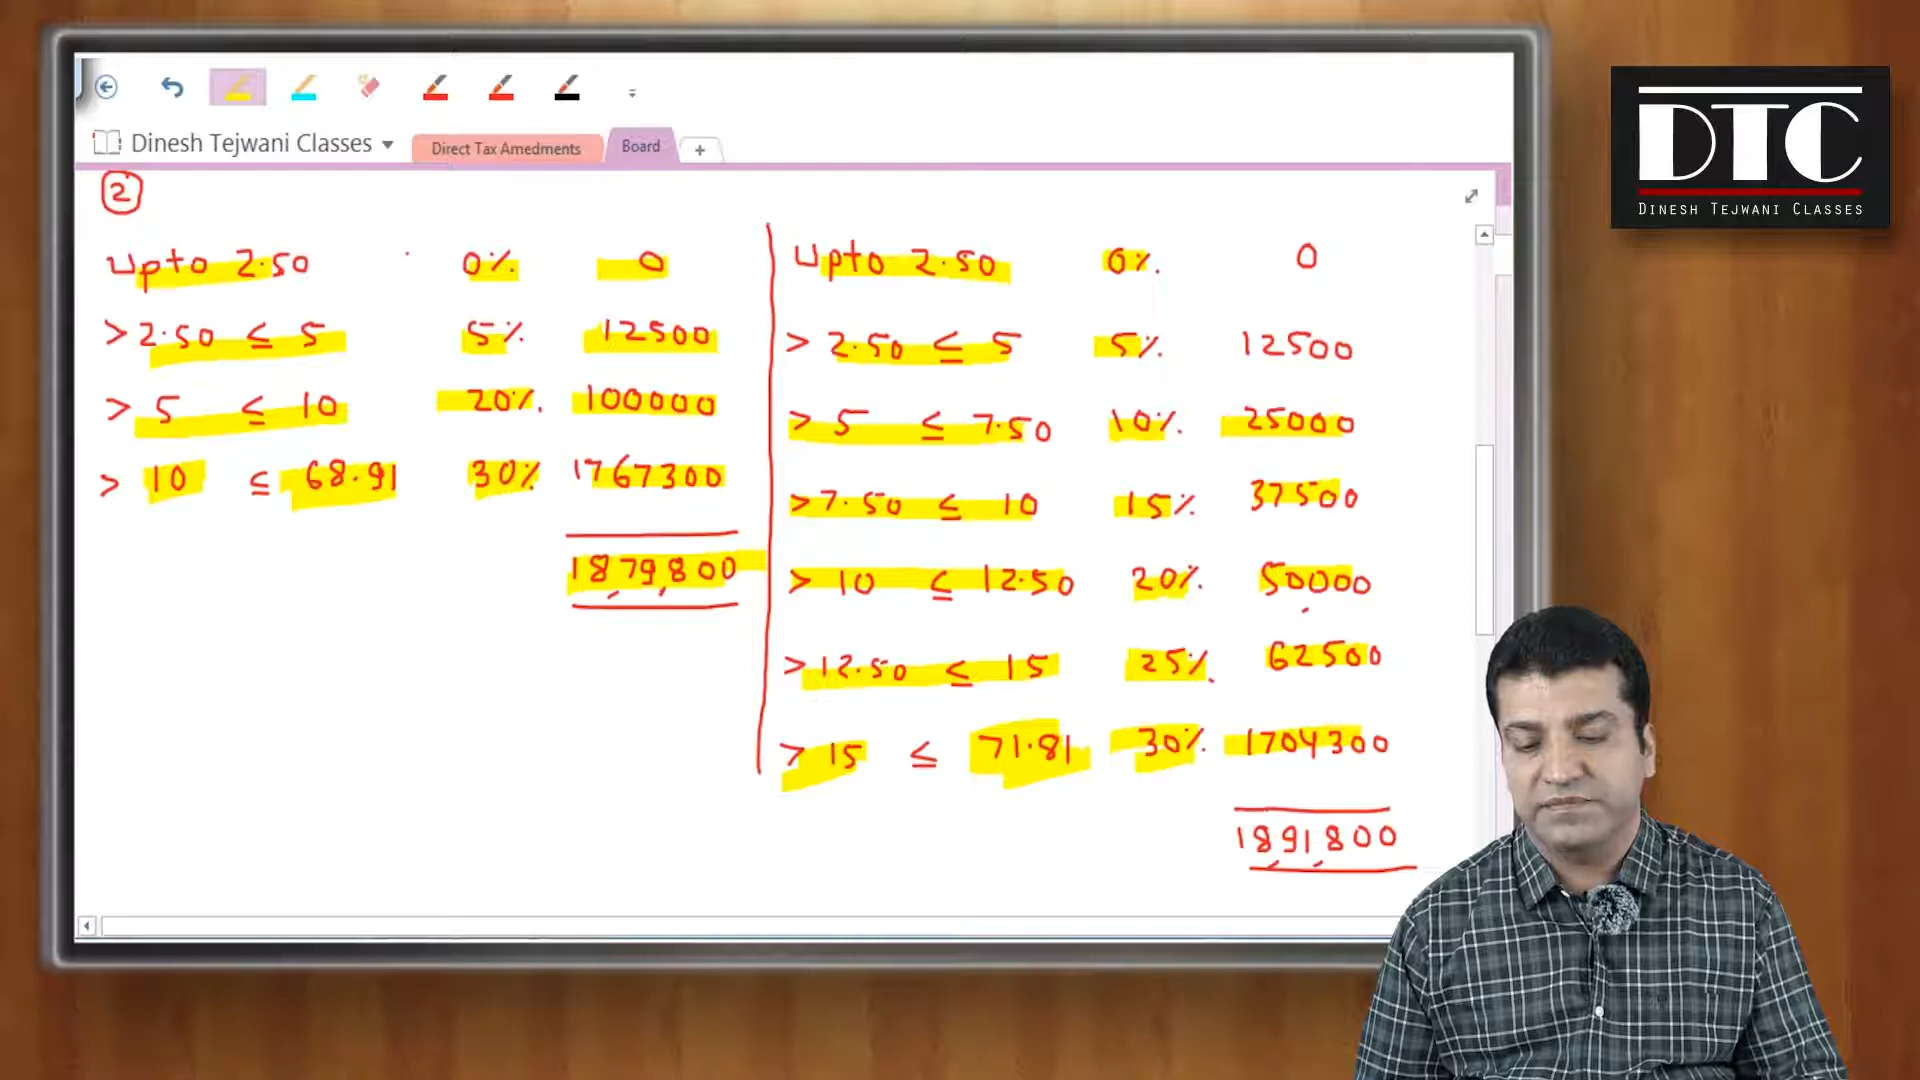 DTC
DINESH TEJWANI CLASSES
Dinesh Tejwani Classes
Direct Tax Amedments
Board
+
2
Upto 2.50 0% 0
>2.50 ≤ 5 5% 12500
> 5 ≤ 10 20% 100000
> 10 ≤ 68.91 30% 1767300
1879,800
Upto 2.50 0% 0
> 2.50 ≤ 5 5% 12500
> 5 ≤ 7.50 10% 25000
>7.50 ≤ 10 15% 37500
> 10 ≤ 12.50 20% 50000
>12.50 ≤ 15 25% 62500
> 15 ≤ 71.81 30% 1704300
1891800